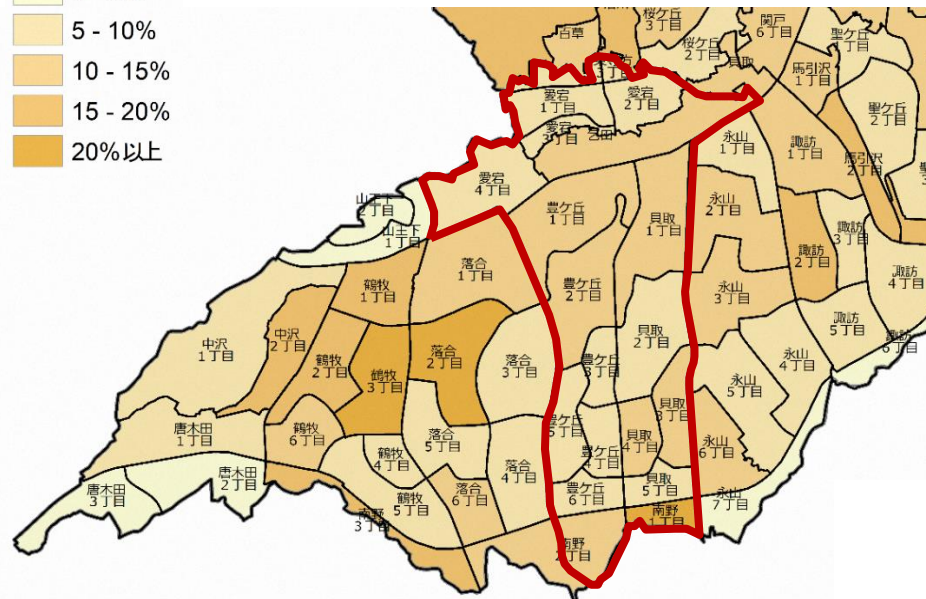 5 - 10%
10 - 15%
15 - 20%
20%以上
百草
桜ケ丘
3丁目
桜ケ丘
2丁目
関戸
6丁目
聖ケ丘
1丁目
貝取
馬引沢
1丁目
3丁目
愛宕
1丁目
愛宕
2丁目
聖ケ丘
2丁目
愛宕
3丁目
乞田
永山
1丁目
諏訪
1丁目
馬引沢
2丁目
愛宕
4丁目
山王下
2丁目
山王下
1丁目
豊ケ丘
1丁目
貝取
1丁目
永山
2丁目
諏訪
3丁目
諏訪
2丁目
諏訪
4丁目
落合
1丁目
鶴牧
1丁目
豊ケ丘
2丁目
永山
3丁目
諏訪
5丁目
諏訪
6丁目
中沢
1丁目
中沢
2丁目
鶴牧
2丁目
鶴牧
3丁目
落合
2丁目
落合
3丁目
豊ケ丘
3丁目
貝取
2丁目
永山
4丁目
永山
5丁目
貝取
3丁目
唐木田
1丁目
鶴牧
6丁目
落合
5丁目
豊ケ丘
5丁目
貝取
4丁目
永山
6丁目
鶴牧
4丁目
落合
4丁目
豊ケ丘
4丁目
唐木田
2丁目
唐木田
3丁目
鶴牧
5丁目
落合
6丁目
豊ケ丘
6丁目
貝取
5丁目
永山
7丁目
南野
3丁目
南野
1丁目
南野
2丁目